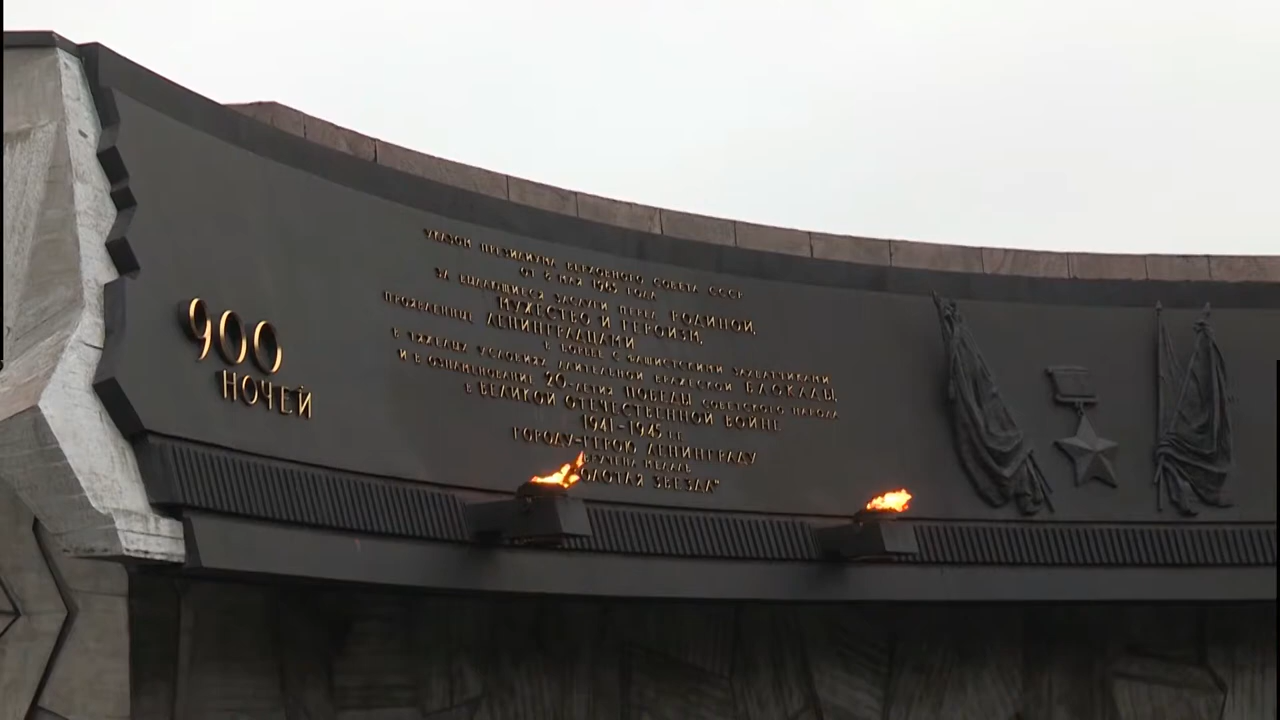 900
НОЧЕЙ
УКАЗОМ ПРЕЗИДИУМА ВЕРХОВНОГО СОВЕТА СССР
ОТ 8 МАЯ 1965 ГОДА
ЗА ВЫДАЮЩИЕСЯ ЗАСЛУГИ ПЕРЕД РОДИНОЙ,
МУЖЕСТВО И ГЕРОИЗМ,
ПРОЯВЛЕННЫЕ ЛЕНИНГРАДЦАМИ
В БОРЬБЕ С ФАШИСТСКИМИ ЗАХВАТЧИКАМИ
В ТЯЖЕЛЫХ УСЛОВИЯХ ДЛИТЕЛЬНОЙ ВРАЖЕСКОЙ БЛОКАДЫ,
И В ОЗНАМЕНОВАНИЕ 20-ЛЕТИЯ ПОБЕДЫ СОВЕТСКОГО НАРОДА
В ВЕЛИКОЙ ОТЕЧЕСТВЕННОЙ ВОЙНЕ
1941-1945 ГГ.
ГОРОДУ-ГЕРОЮ ЛЕНИНГРАДУ
ВРУЧЕНА МЕДАЛЬ
ЗОЛОТАЯ ЗВЕЗДА"